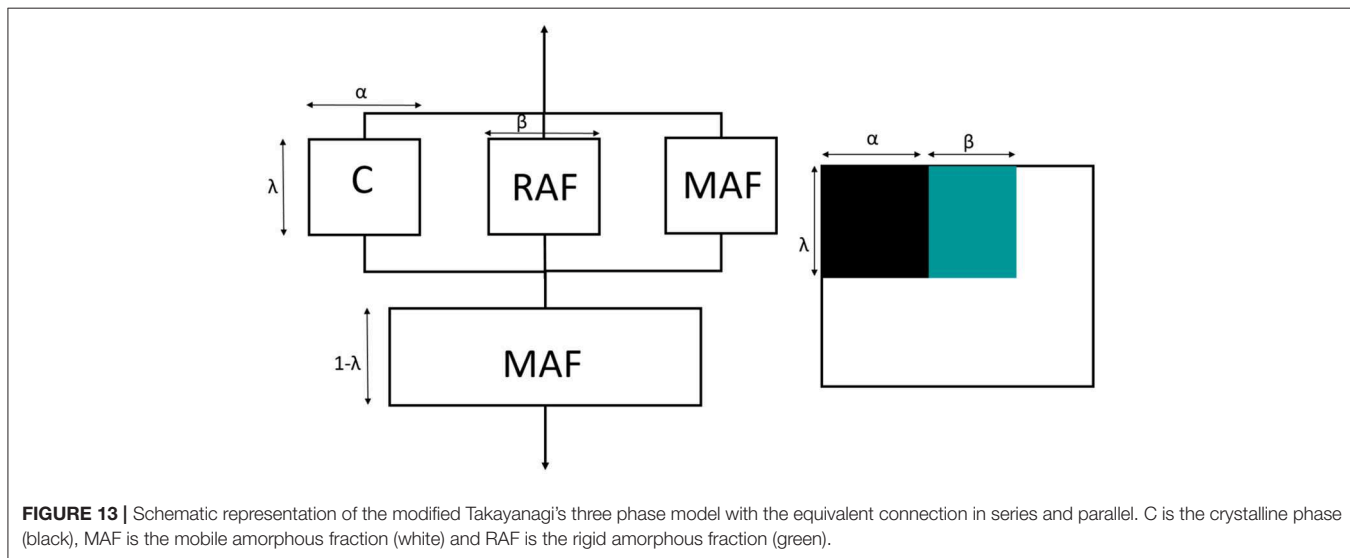 α
β
λ
C
RAF
MAF
1-λ
MAF
α
β
λ
FIGURE 13 | Schematic representation of the modified Takayanagi's three phase model with the equivalent connection in series and parallel. C is the crystalline phase
(black), MAF is the mobile amorphous fraction (white) and RAF is the rigid amorphous fraction (green).